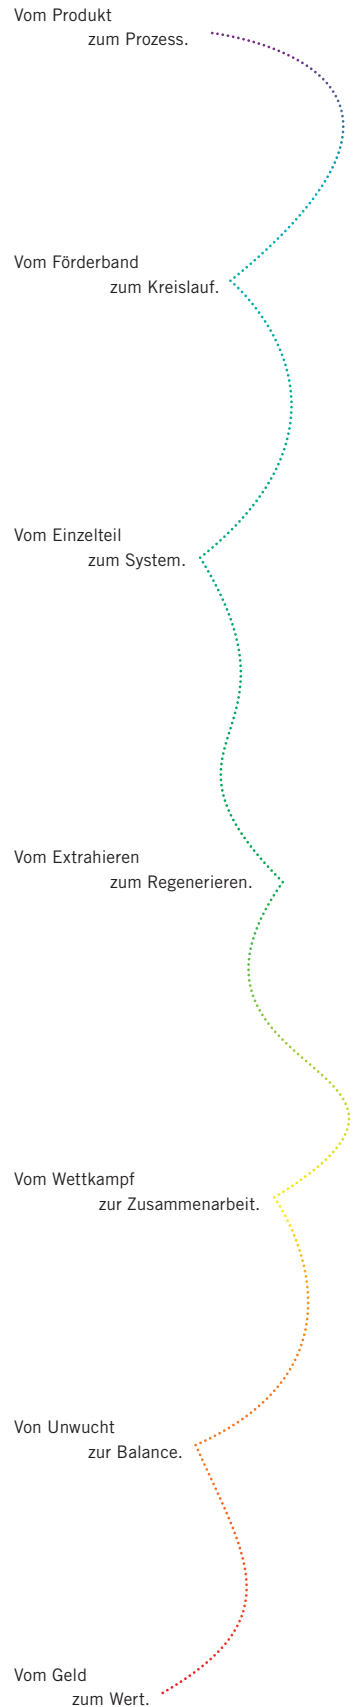 Vom Produkt
zum Prozess.
Vom Förderband
zum Kreislauf.
Vom Einzelteil
zum System.
Vom Extrahieren
zum Regenerieren.
Vom Wettkampf
zur Zusammenarbeit.
Von Unwucht
zur Balance.
Vom Geld
zum Wert.